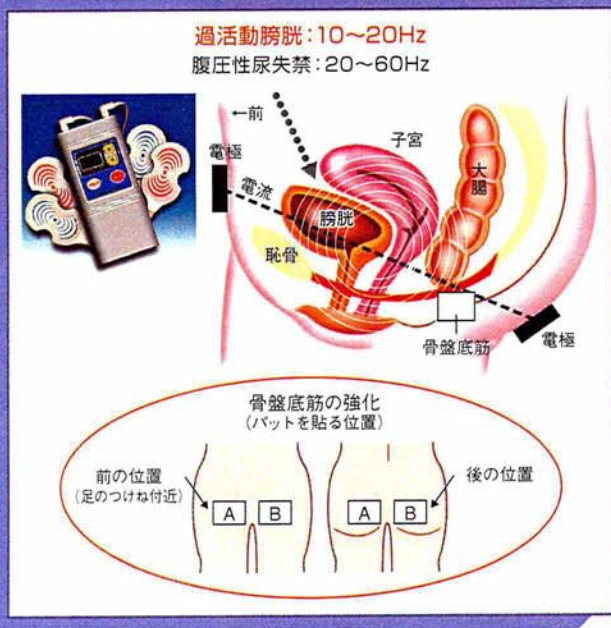 過活動膀胱：10〜20Hz
腹圧性尿失禁：20〜60Hz
←前
電極
子宮
大腸
電流
膀胱
恥骨
骨盤底筋
電極
骨盤底筋の強化
（パットを貼る位置）
前の位置
（足のつけね付近）
後の位置
A B
A B